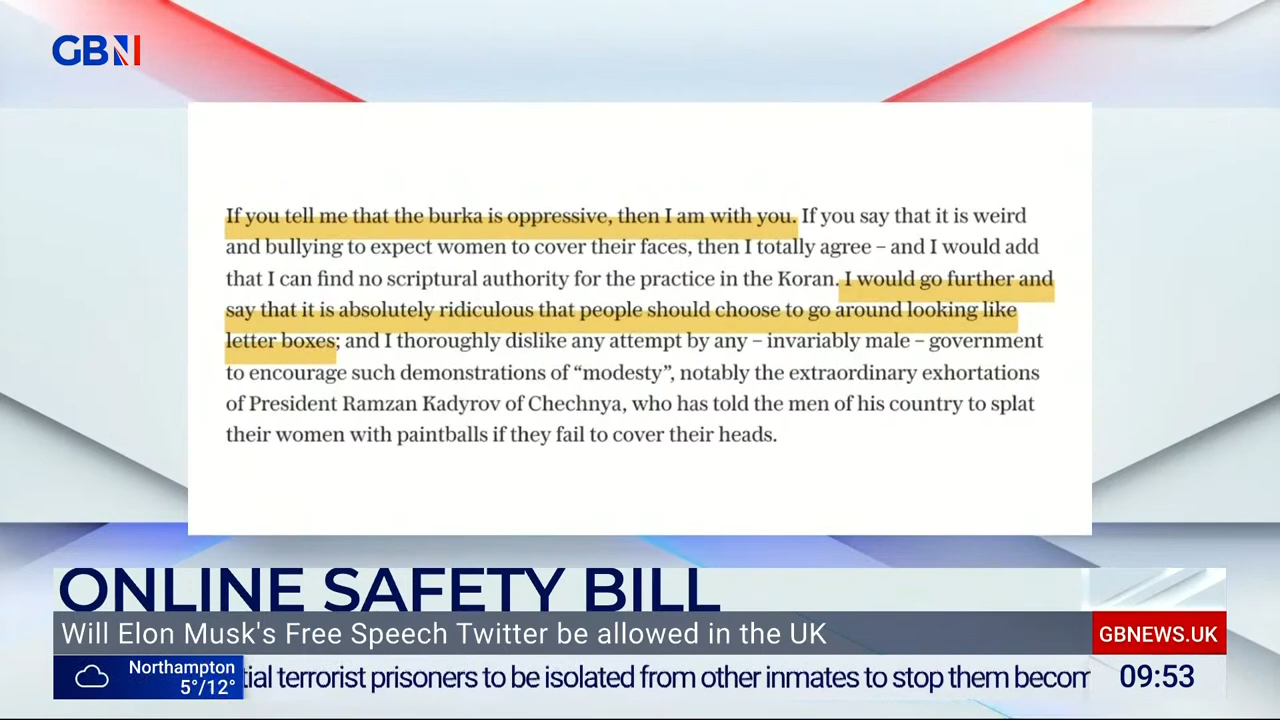 GBN
If you tell me that the burka is oppressive, then I am with you. If you say that it is weird
and bullying to expect women to cover their faces, then I totally agree – and I would add
that I can find no scriptural authority for the practice in the Koran. I would go further and
say that it is absolutely ridiculous that people should choose to go around looking like
letter boxes; and I thoroughly dislike any attempt by any – invariably male – government
to encourage such demonstrations of “modesty”, notably the extraordinary exhortations
of President Ramzan Kadyrov of Chechnya, who has told the men of his country to splat
their women with paintballs if they fail to cover their heads.
ONLINE SAFETY BILL
Will Elon Musk's Free Speech Twitter be allowed in the UK
GBNEWS.UK
Northampton
5°/12°
tial terrorist prisoners to be isolated from other inmates to stop them becom
09:53